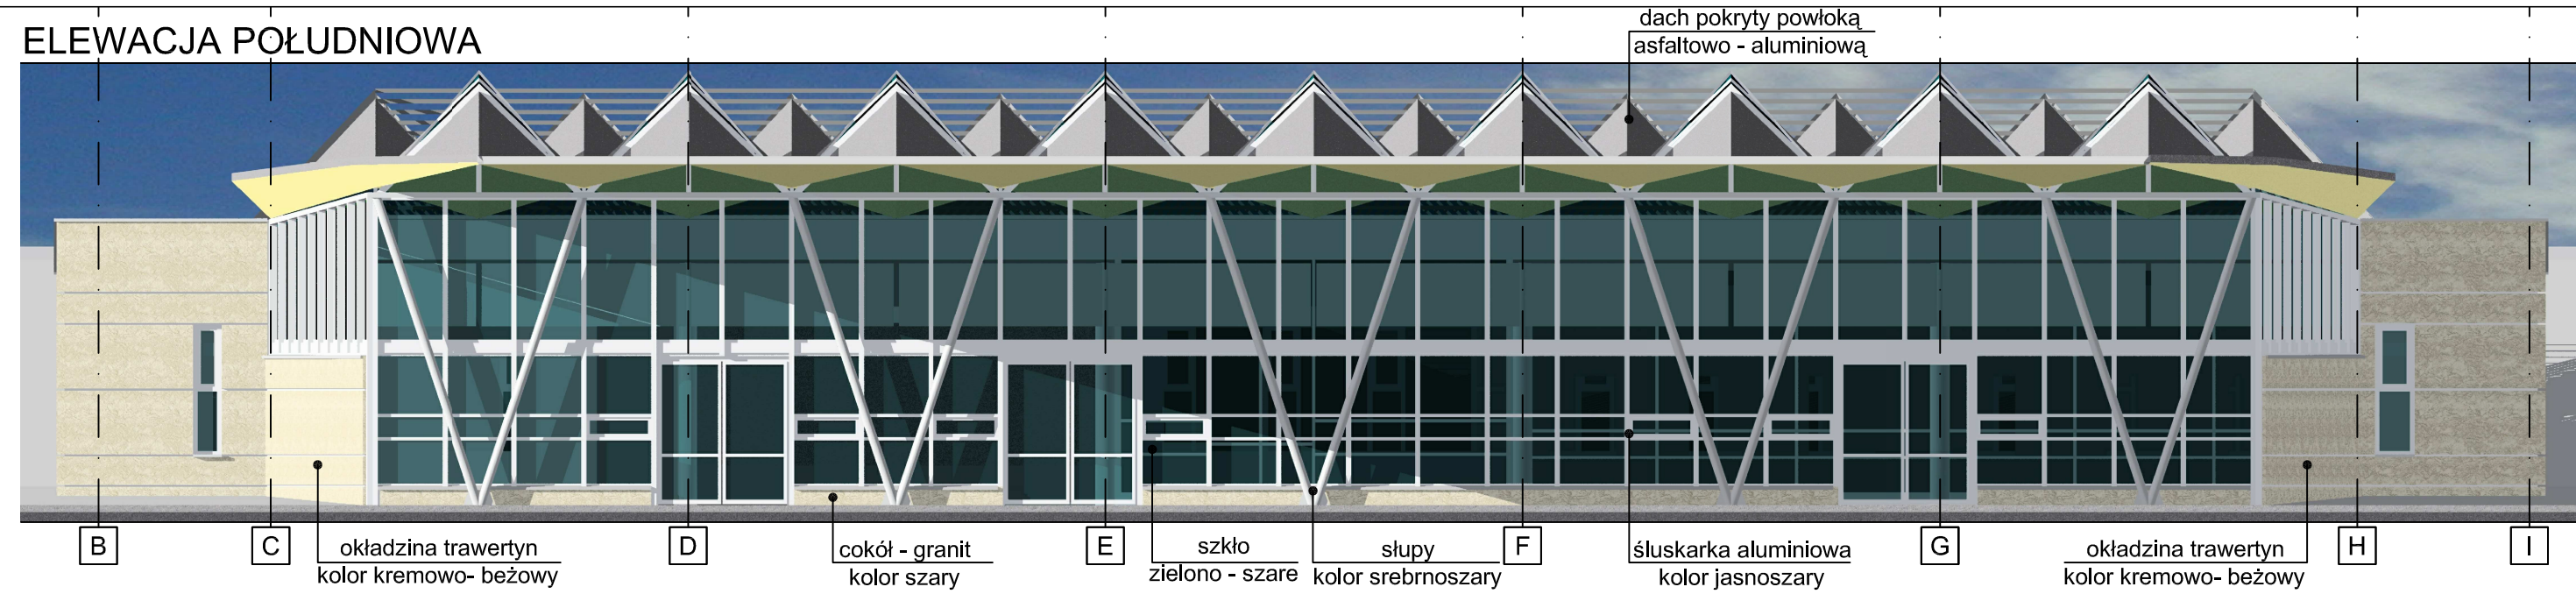 ELEWACJA POŁUDNIOWA
dach pokryty powłoką
asfaltowo - aluminiową
B
C
okładzina trawertyn
kolor kremowo- beżowy
D
cokół - granit
kolor szary
E
szkło
zielono - szare
słupy
kolor srebrnoszary
F
śluskarka aluminiowa
kolor jasnoszary
G
okładzina trawertyn
kolor kremowo- beżowy
H
I